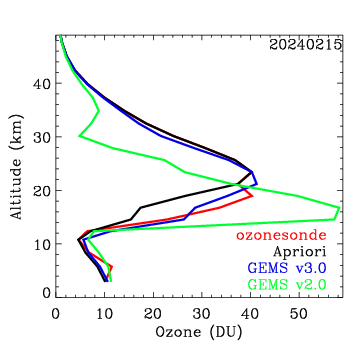 20240215
40
30
20
10
0
Altitude (km)
ozonesonde
Apriori
GEMS v3.0
GEMS v2.0
0 10 20 30 40 50
Ozone (DU)